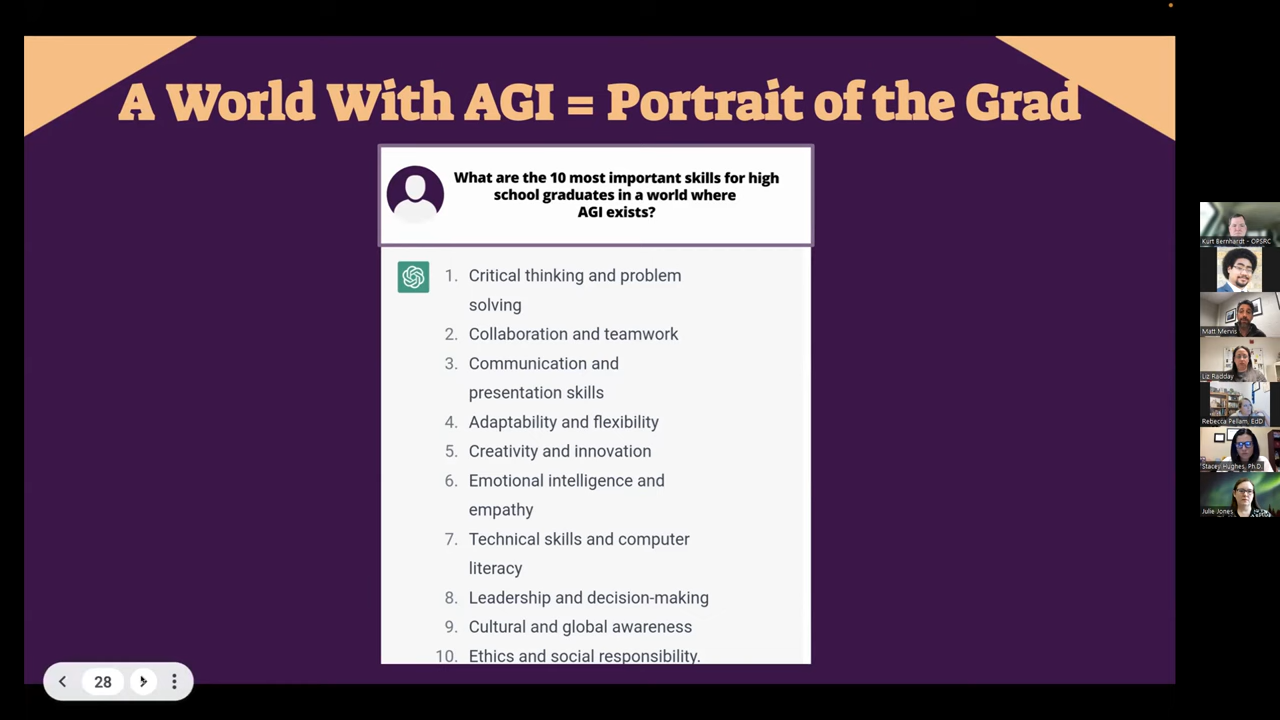 A World With AGI = Portrait of the Grad
What are the 10 most important skills for high
school graduates in a world where
AGI exists?
1. Critical thinking and problem
solving
2. Collaboration and teamwork
3. Communication and
presentation skills
4. Adaptability and flexibility
5. Creativity and innovation
6. Emotional intelligence and
empathy
7. Technical skills and computer
literacy
8. Leadership and decision-making
9. Cultural and global awareness
10. Ethics and social responsibility.
28
Kurt Bernhardt - OPSRC
Matt Mervis
Liz Radday
Rebecca Pellam, EdD
Stacey Hughes, Ph.D.
Julie Jones